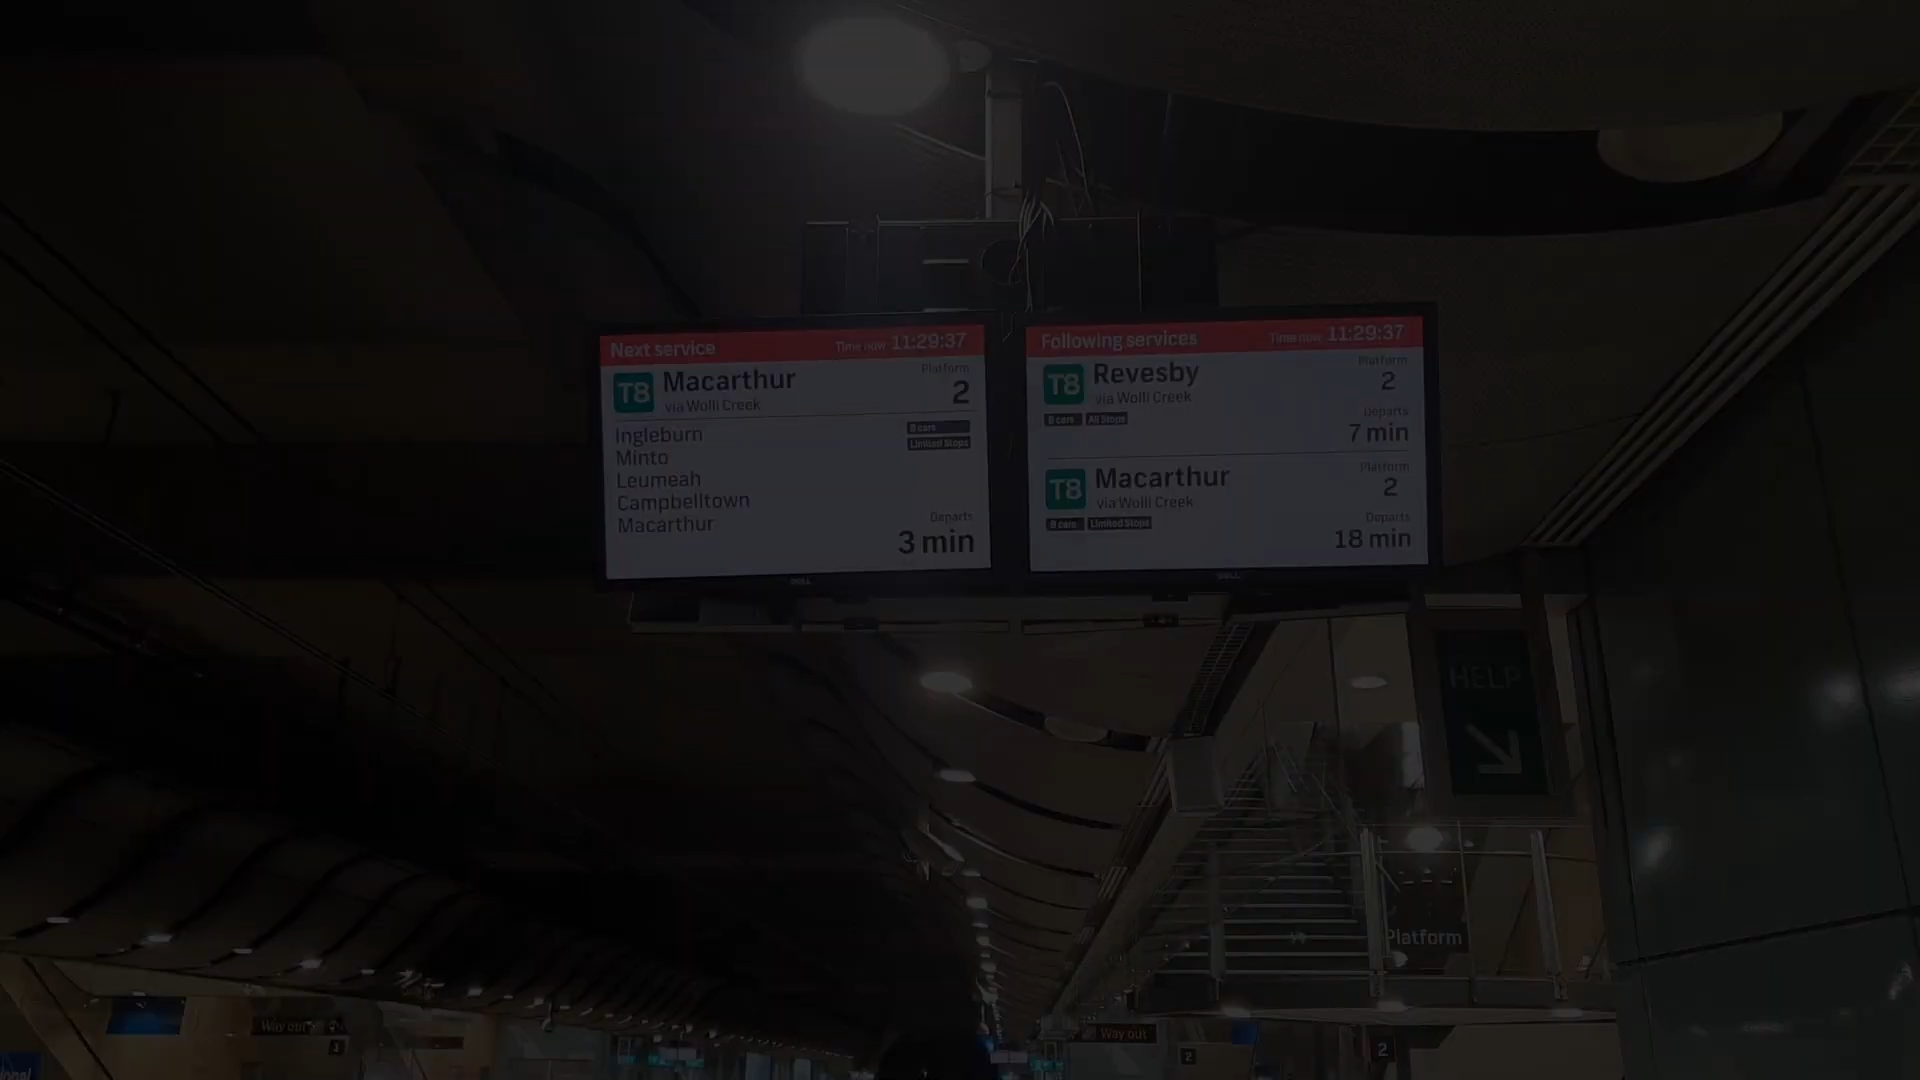 Next service Time now 11:29:37
T8 Macarthur Platform
via Wolli Creek 2
Ingleburn 8 cars
Minto Limited Stops
Leumeah
Campbelltown
Macarthur Departs
3 min
DELL
Following services Time now 11:29:37
T8 Revesby Platform
via Wolli Creek 2
8 cars All Stops Departs
7 min
T8 Macarthur Platform
via Wolli Creek 2
8 cars Limited Stops Departs
18 min
DELL
HELP
Platform
Way out
1
Way out
2
2